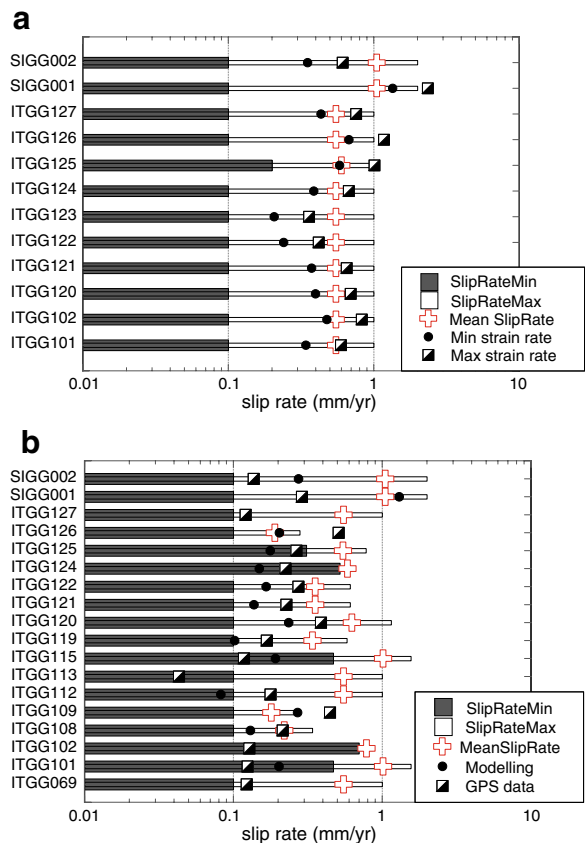 a
SIGG002
SIGG001
ITGG127
ITGG126
ITGG125
ITGG124
ITGG123
ITGG122
ITGG121
ITGG120
ITGG102
ITGG101
SlipRateMin
SlipRateMax
Mean SlipRate
Min strain rate
Max strain rate
0.01 0.1 1 10
slip rate (mm/yr)
b
SIGG002
SIGG001
ITGG127
ITGG126
ITGG125
ITGG124
ITGG122
ITGG121
ITGG120
ITGG119
ITGG115
ITGG113
ITGG112
ITGG109
ITGG108
ITGG102
ITGG101
ITGG069
SlipRateMin
SlipRateMax
MeanSlipRate
Modelling
GPS data
0.01 0.1 1 10
slip rate (mm/yr)